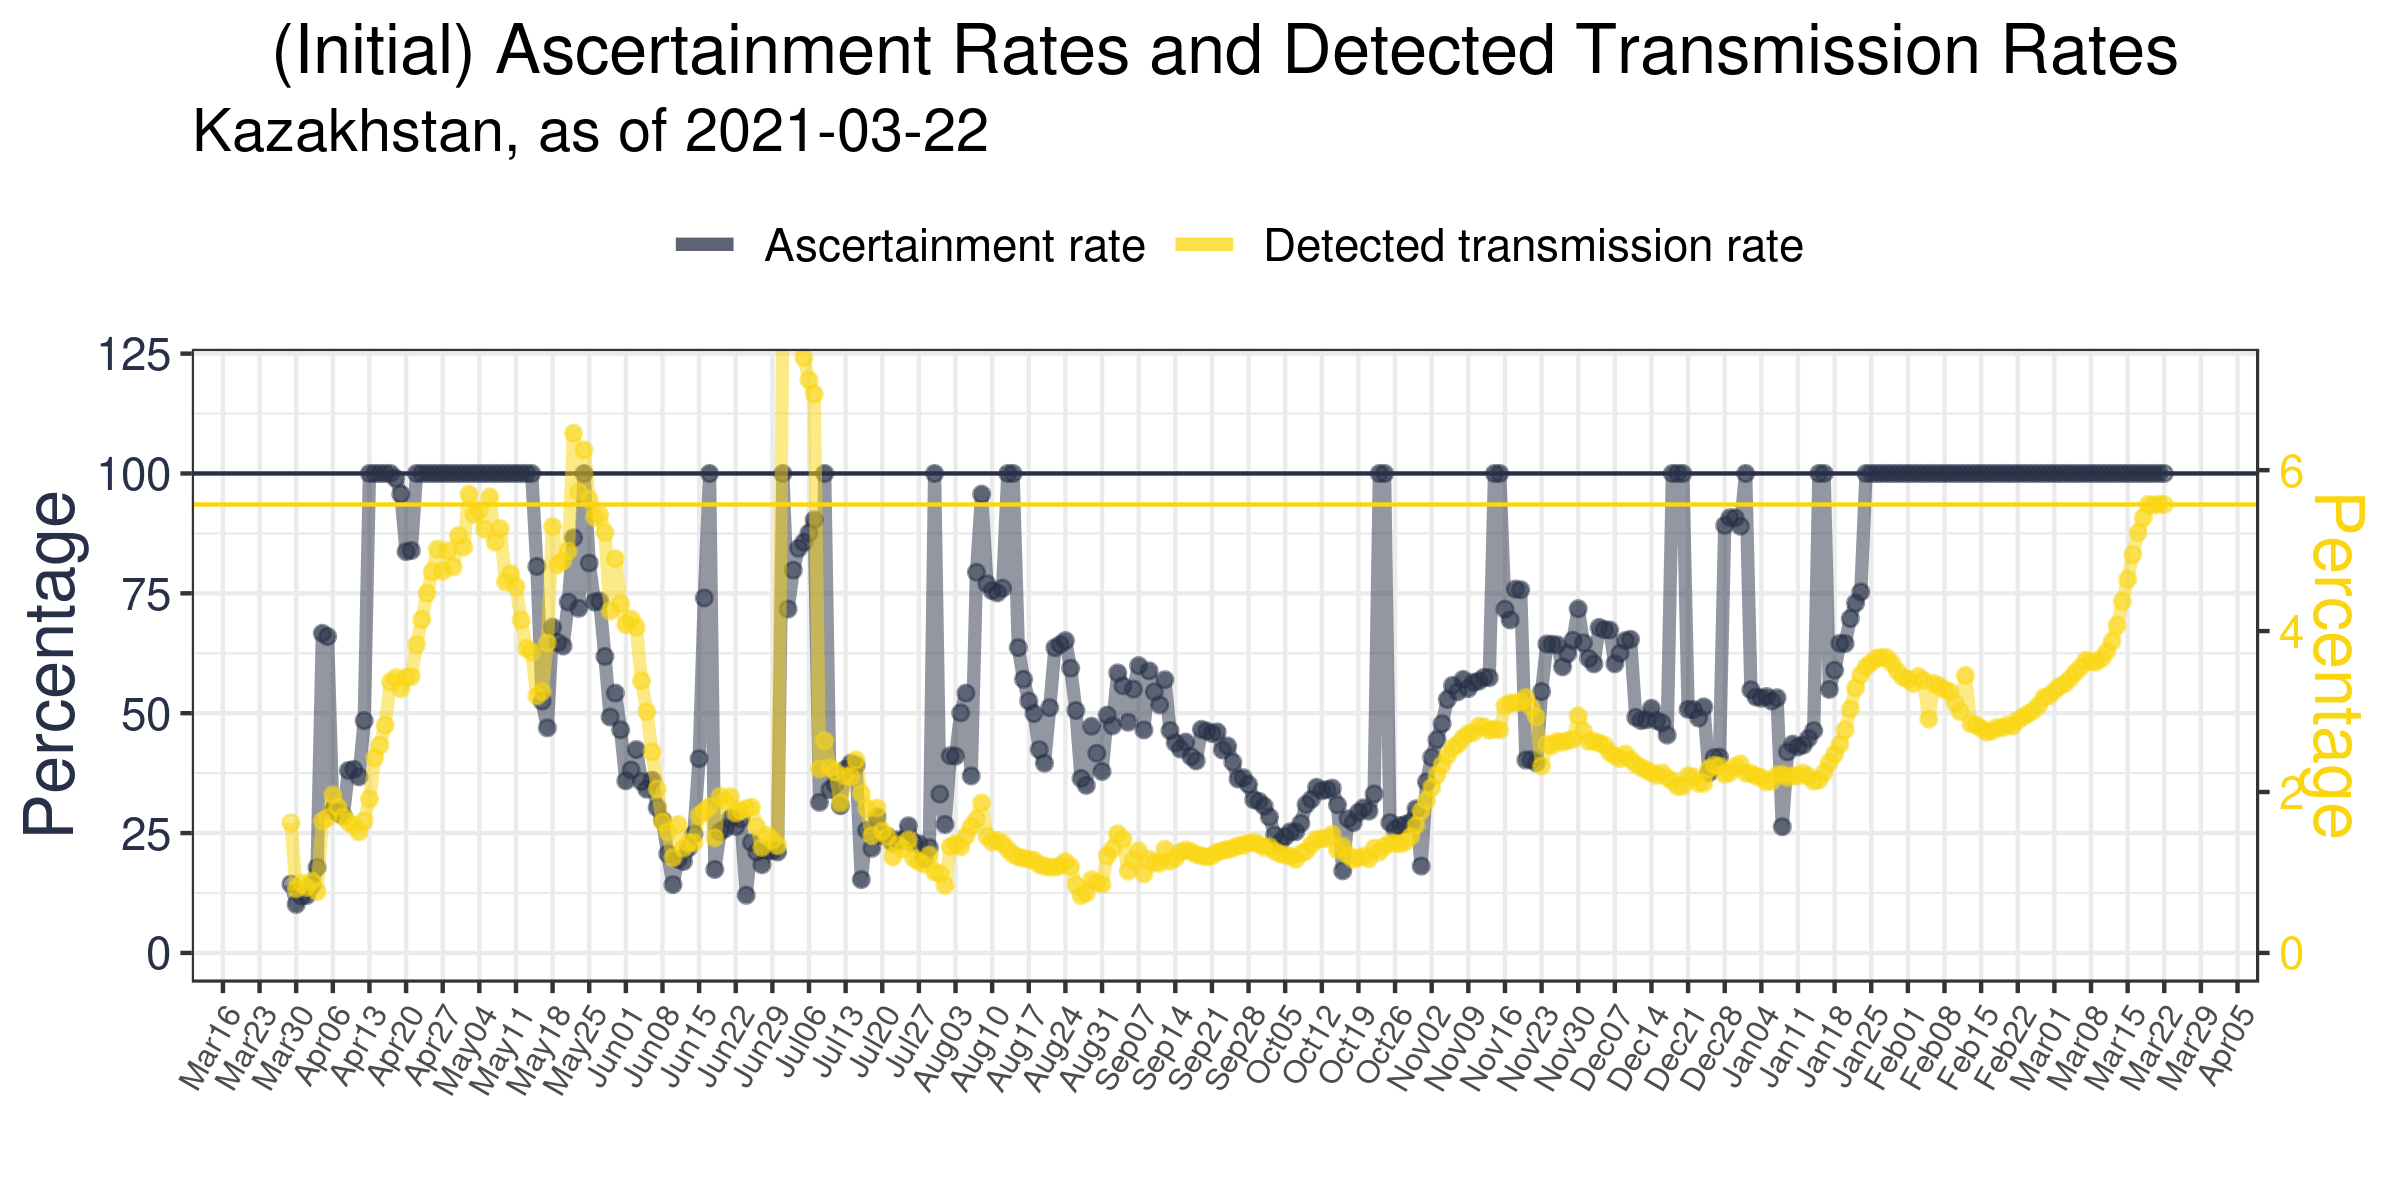 (Initial) Ascertainment Rates and Detected Transmission Rates
Kazakhstan, as of 2021-03-22
Ascertainment rate Detected transmission rate
125
100
75
50
25
0
Percentage
6
4
2
0
Percentage
Mar16 Mar23 Mar30 Apr06 Apr13 Apr20 Apr27 May04 May11 May18 May25 Jun01 Jun08 Jun15 Jun22 Jun29 Jul06 Jul13 Jul20 Jul27 Aug03 Aug10 Aug17 Aug24 Aug31 Sep07 Sep14 Sep21 Sep28 Oct05 Oct12 Oct19 Oct26 Nov02 Nov09 Nov16 Nov23 Nov30 Dec07 Dec14 Dec21 Dec28 Jan04 Jan11 Jan18 Jan25 Feb01 Feb08 Feb15 Feb22 Mar01 Mar08 Mar15 Mar22 Mar29 Apr05